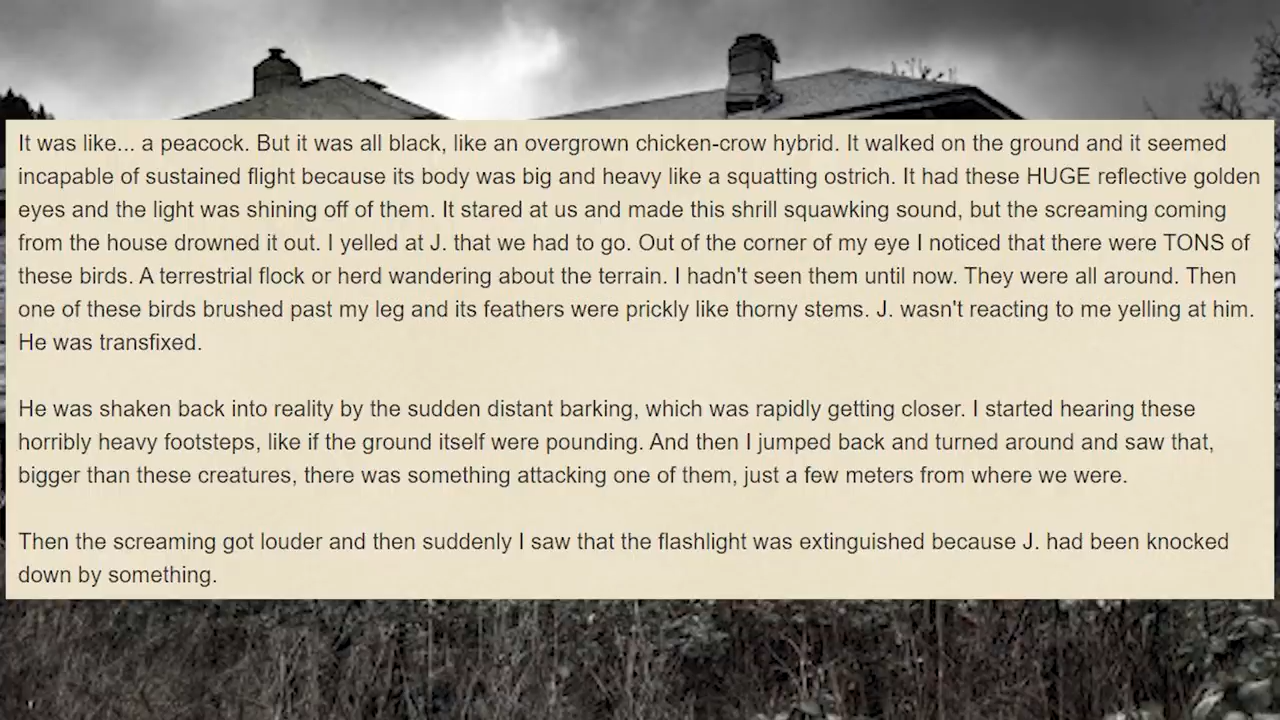 It was like... a peacock. But it was all black, like an overgrown chicken-crow hybrid. It walked on the ground and it seemed
incapable of sustained flight because its body was big and heavy like a squatting ostrich. It had these HUGE reflective golden
eyes and the light was shining off of them. It stared at us and made this shrill squawking sound, but the screaming coming
from the house drowned it out. I yelled at J. that we had to go. Out of the corner of my eye I noticed that there were TONS of
these birds. A terrestrial flock or herd wandering about the terrain. I hadn't seen them until now. They were all around. Then
one of these birds brushed past my leg and its feathers were prickly like thorny stems. J. wasn't reacting to me yelling at him.
He was transfixed.

He was shaken back into reality by the sudden distant barking, which was rapidly getting closer. I started hearing these
horribly heavy footsteps, like if the ground itself were pounding. And then I jumped back and turned around and saw that,
bigger than these creatures, there was something attacking one of them, just a few meters from where we were.

Then the screaming got louder and then suddenly I saw that the flashlight was extinguished because J. had been knocked
down by something.